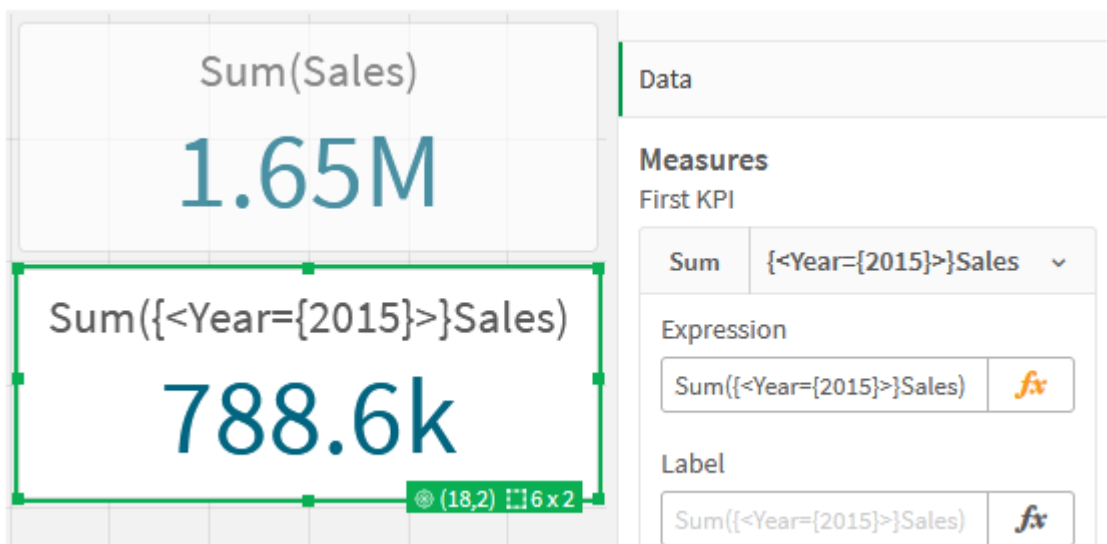 Sum(Sales)
1.65M
Sum({<Year={2015}>}Sales)
788.6k
(18,2) 6 x 2
Data
Measures
First KPI
Sum {<Year={2015}>}Sales
Expression
Sum({<Year={2015}>}Sales) fx
Label
Sum({<Year={2015}>}Sales) fx